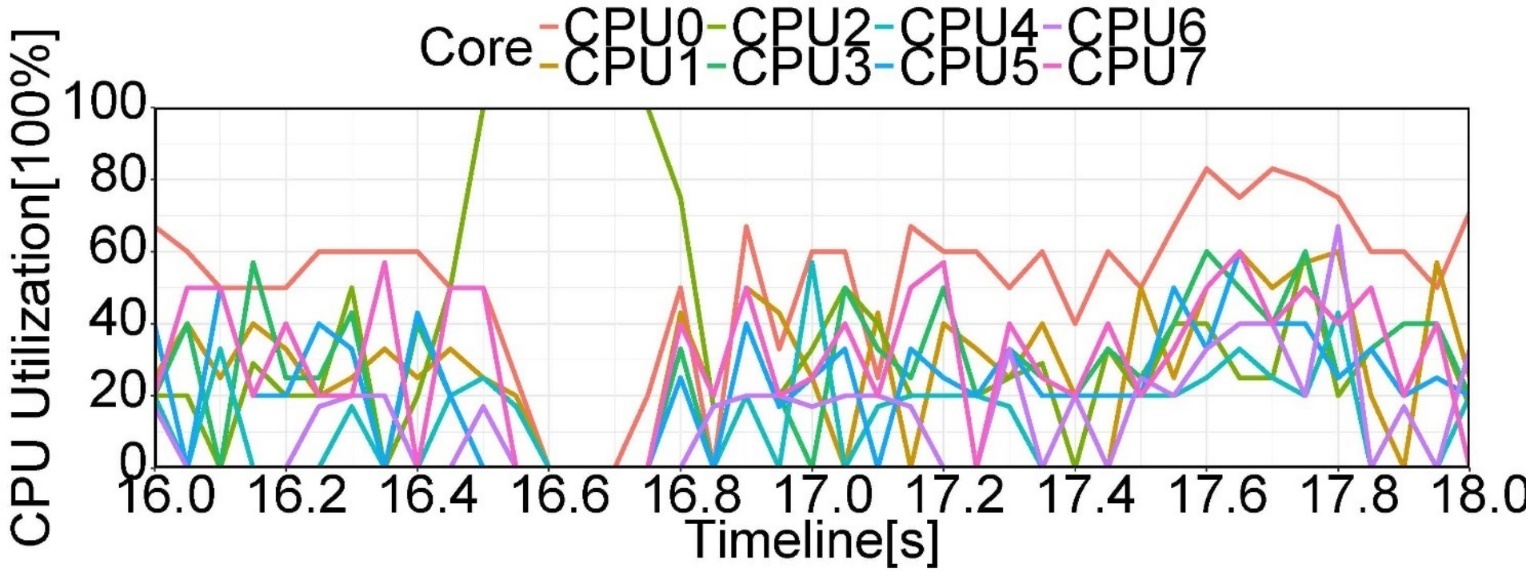 Core CPU0 CPU2 CPU4 CPU6
CPU1 CPU3 CPU5 CPU7
CPU Utilization[100%]
100
80
60
40
20
0
16.0 16.2 16.4 16.6 16.8 17.0 17.2 17.4 17.6 17.8 18.0
Timeline[s]